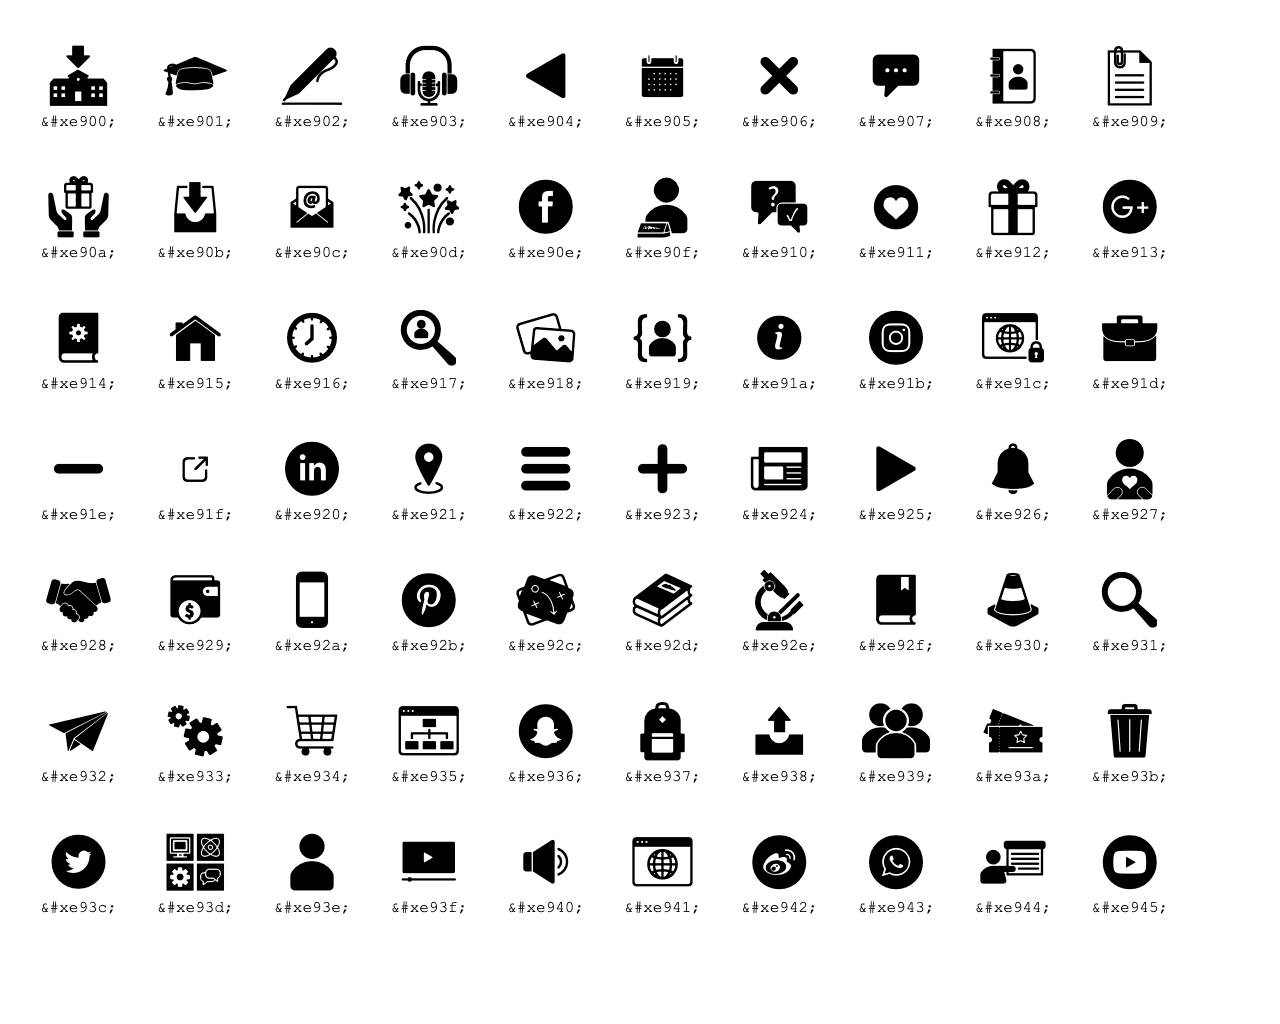 &#xe900; &#xe901; &#xe902; &#xe903; &#xe904; &#xe905; &#xe906; &#xe907; &#xe908; &#xe909;
&#xe90a; &#xe90b; &#xe90c; &#xe90d; &#xe90e; &#xe90f; &#xe910; &#xe911; &#xe912; &#xe913;
&#xe914; &#xe915; &#xe916; &#xe917; &#xe918; &#xe919; &#xe91a; &#xe91b; &#xe91c; &#xe91d;
&#xe91e; &#xe91f; &#xe920; &#xe921; &#xe922; &#xe923; &#xe924; &#xe925; &#xe926; &#xe927;
&#xe928; &#xe929; &#xe92a; &#xe92b; &#xe92c; &#xe92d; &#xe92e; &#xe92f; &#xe930; &#xe931;
&#xe932; &#xe933; &#xe934; &#xe935; &#xe936; &#xe937; &#xe938; &#xe939; &#xe93a; &#xe93b;
&#xe93c; &#xe93d; &#xe93e; &#xe93f; &#xe940; &#xe941; &#xe942; &#xe943; &#xe944; &#xe945;